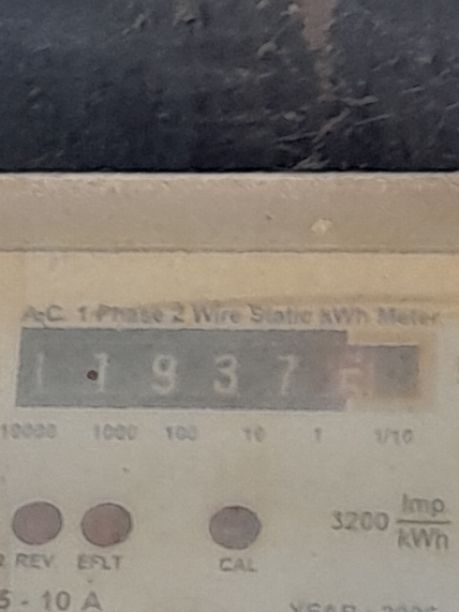 A.C. 1 Phase 2 Wire Static kWh Meter
1 1 9 3 7
10000 1000 100 10 1 1/10
3200 Imp
kWh
REV EFLT CAL
5 - 10 A
YEAR